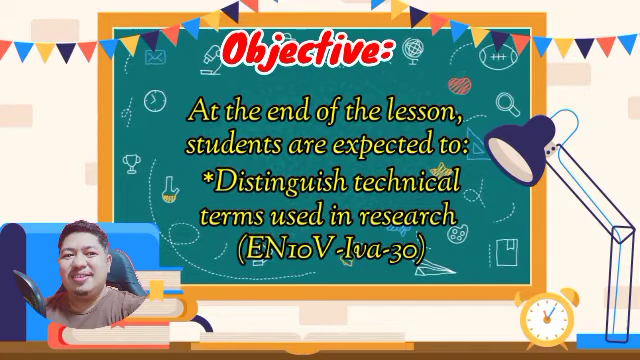 Objective:
At the end of the lesson,
students are expected to:
*Distinguish technical
terms used in research
(EN10V-Iva-30)